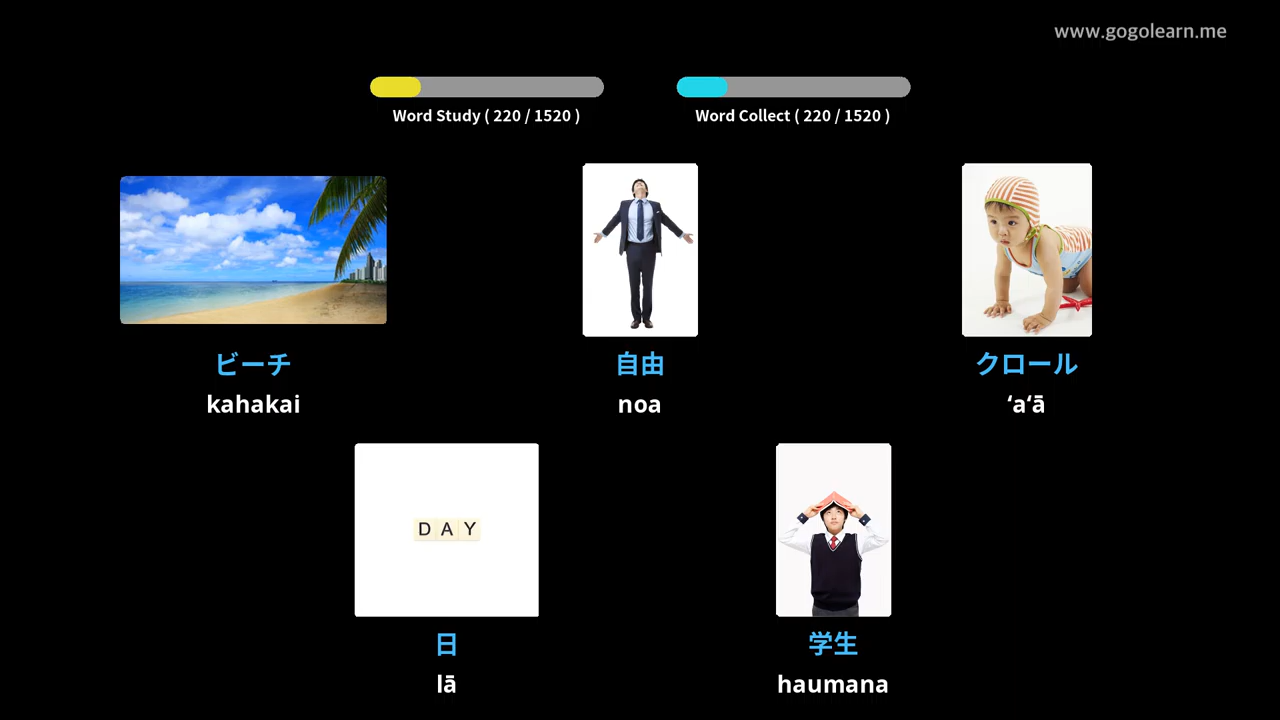 www.gogolearn.me
Word Study ( 220 / 1520 )
Word Collect ( 220 / 1520 )
ビーチ
kahakai
自由
noa
クロール
ʻaʻā
DAY
日
lā
学生
haumana